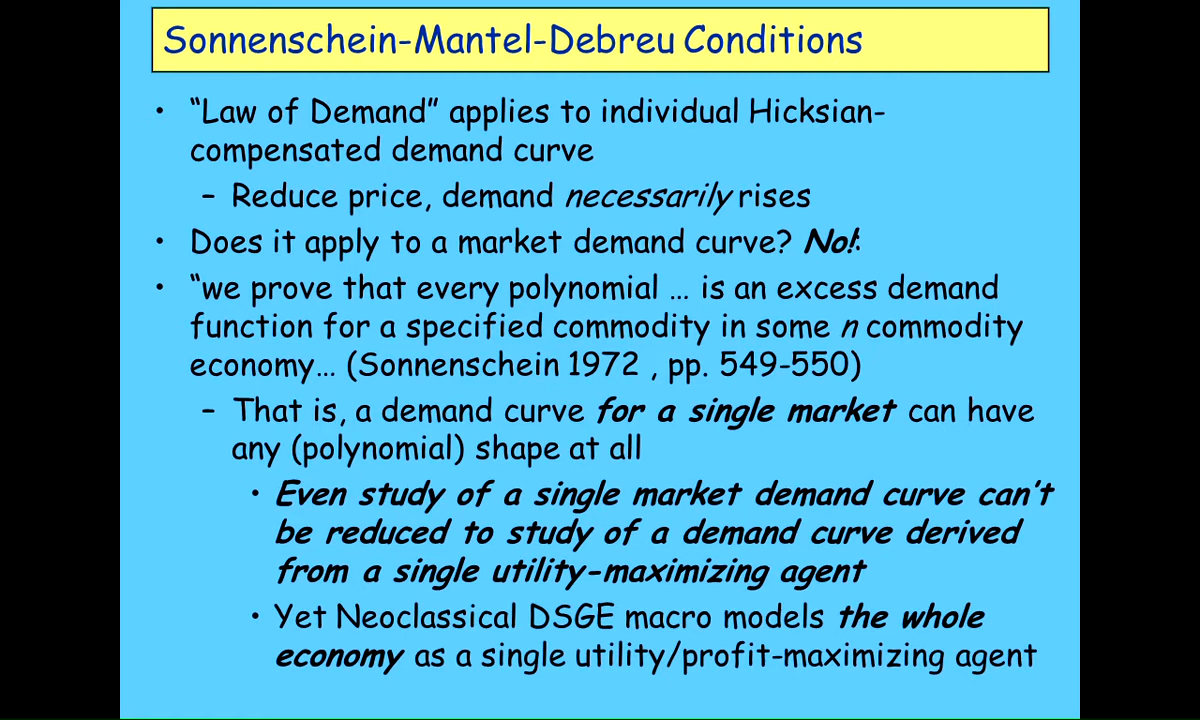 Sonnenschein-Mantel-Debreu Conditions
• “Law of Demand” applies to individual Hicksian-
compensated demand curve
– Reduce price, demand necessarily rises
• Does it apply to a market demand curve? No!:
• “we prove that every polynomial … is an excess demand
function for a specified commodity in some n commodity
economy… (Sonnenschein 1972 , pp. 549-550)
– That is, a demand curve for a single market can have
any (polynomial) shape at all
• Even study of a single market demand curve can’t
be reduced to study of a demand curve derived
from a single utility-maximizing agent
• Yet Neoclassical DSGE macro models the whole
economy as a single utility/profit-maximizing agent